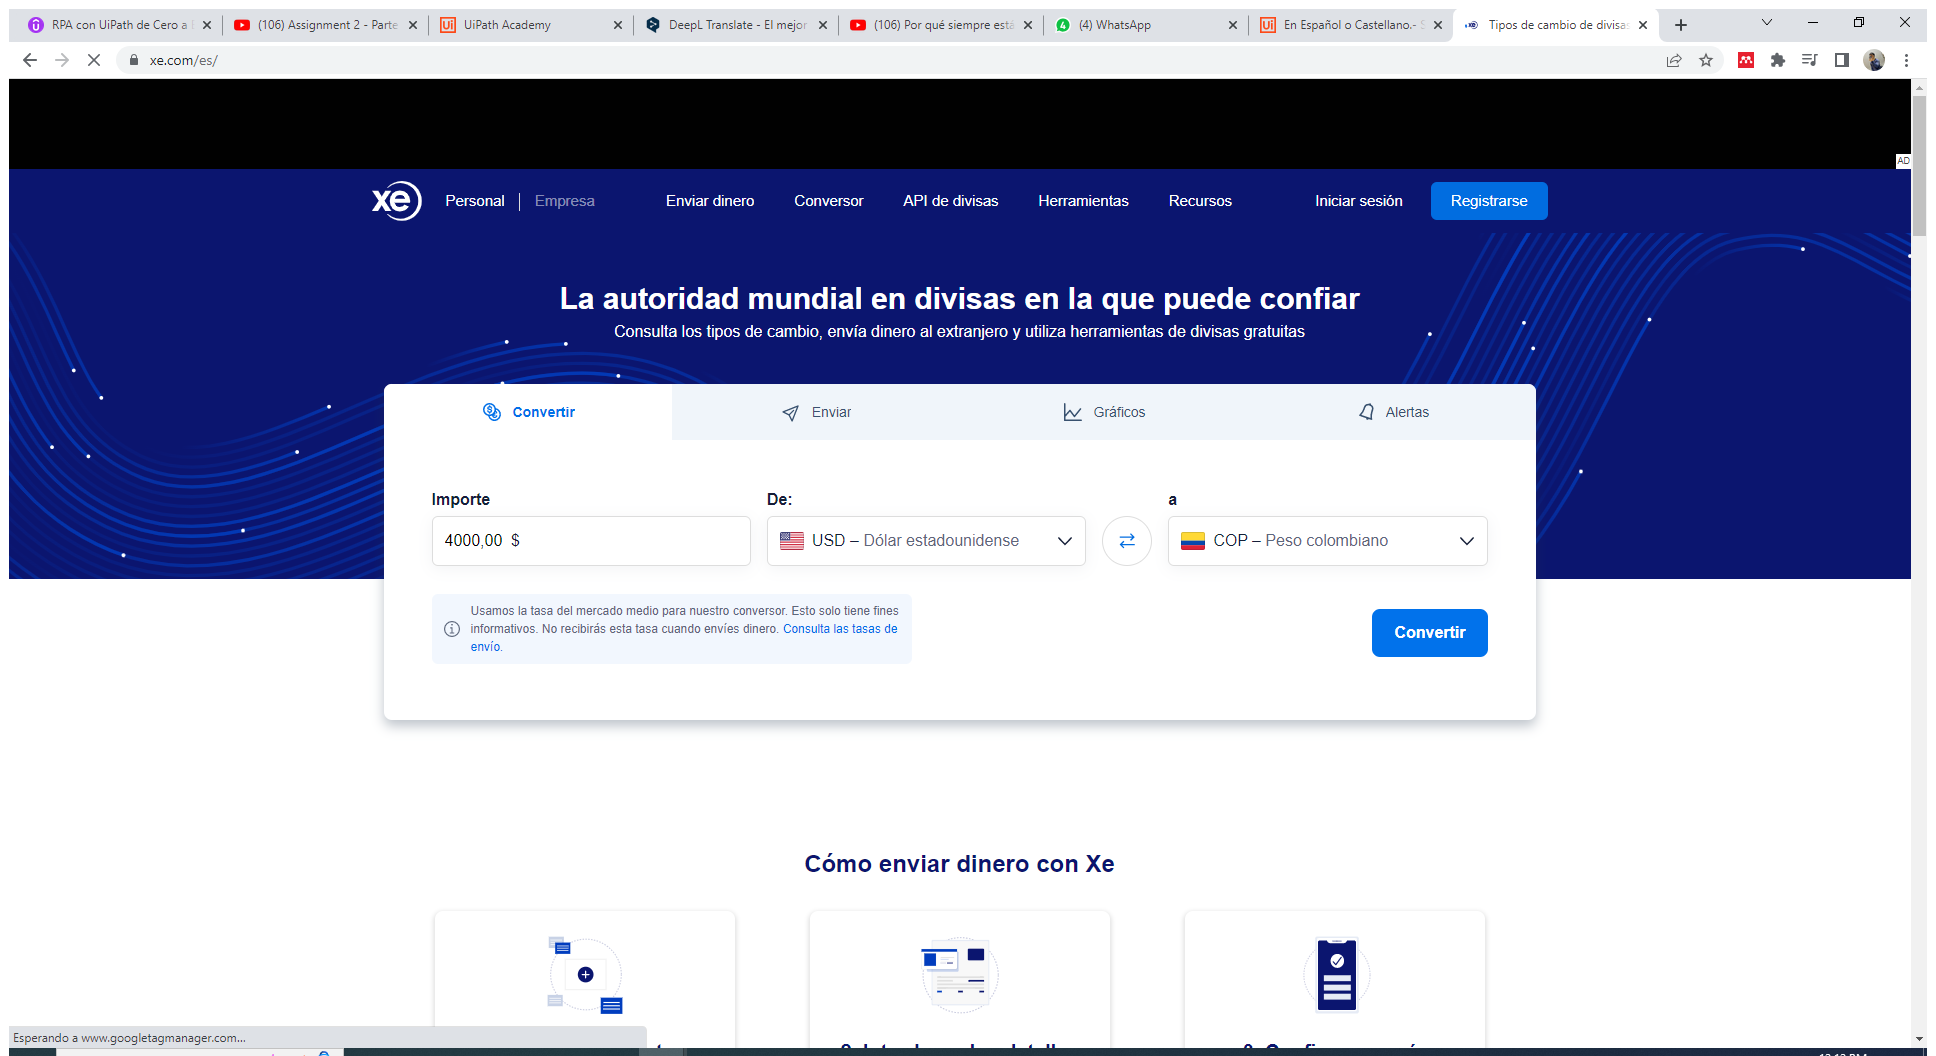 RPA con UiPath de Cero a
(106) Assignment 2 - Parte
UiPath Academy
DeepL Translate - El mejor
(106) Por qué siempre está
4
(4) WhatsApp
En Español o Castellano.-
Tipos de cambio de divisas
xe.com/es/
AD
xe
Personal
Empresa
Enviar dinero
Conversor
API de divisas
Herramientas
Recursos
Iniciar sesión
Registrarse
La autoridad mundial en divisas en la que puede confiar
Consulta los tipos de cambio, envía dinero al extranjero y utiliza herramientas de divisas gratuitas
Convertir
Enviar
Gráficos
Alertas
Importe
De:
a
4000,00 $
USD – Dólar estadounidense
COP – Peso colombiano
Usamos la tasa del mercado medio para nuestro conversor. Esto solo tiene fines
informativos. No recibirás esta tasa cuando envíes dinero. Consulta las tasas de
envío.
Convertir
Cómo enviar dinero con Xe
Esperando a www.googletagmanager.com...